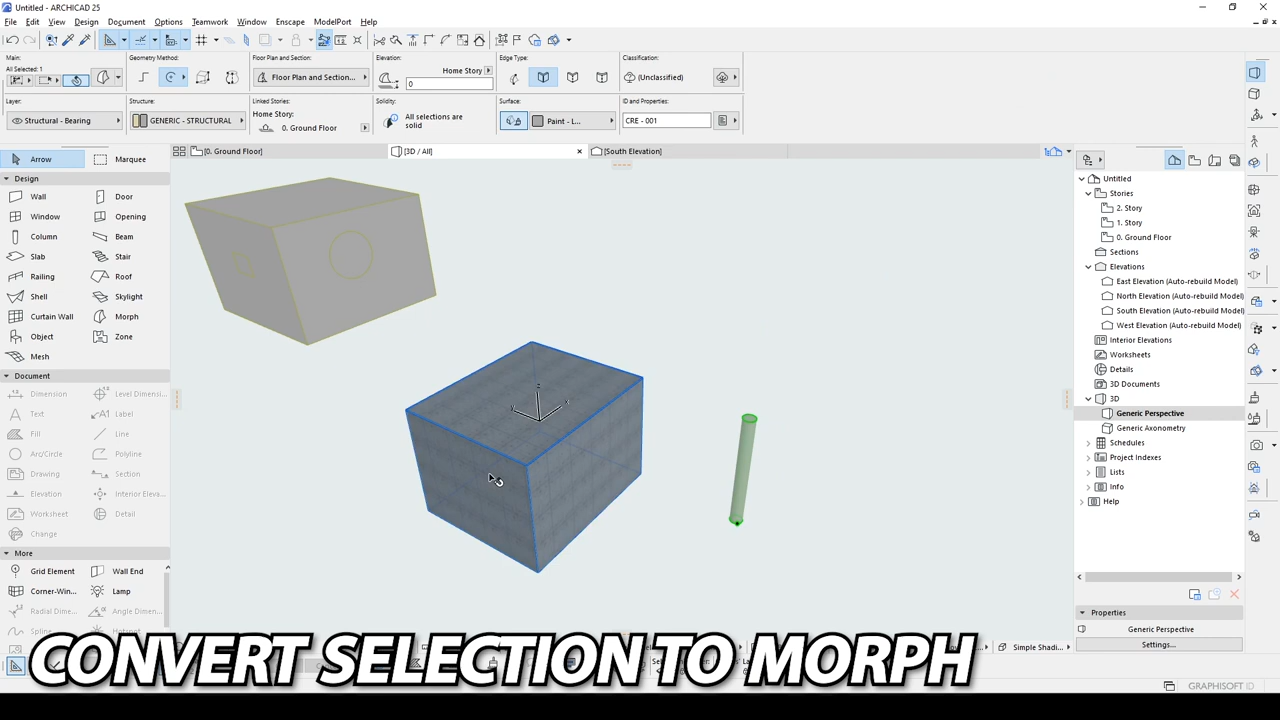 Untitled - ARCHICAD 25
File Edit View Design Document Options Teamwork Window Enscape ModelPort Help
Main: Geometry Method: Floor Plan and Section: Elevation: Edge Type: Classification:
All Selected: 1
Floor Plan and Section... Home Story (Unclassified)
0
Layer: Structure: Linked Stories: Solidity: Surface: ID and Properties:
Structural - Bearing GENERIC - STRUCTURAL Home Story: 0. Ground Floor All selections are solid Paint - L... CRE - 001
[0. Ground Floor] [3D / All] [South Elevation]
Arrow Marquee
Design
Wall Door
Window Opening
Column Beam
Slab Stair
Railing Roof
Shell Skylight
Curtain Wall Morph
Object Zone
Mesh
Document
Dimension Level Dimensi...
Text Label
Fill Line
Arc/Circle Polyline
Drawing Section
Elevation Interior Eleva...
Worksheet Detail
Change
More
Grid Element Wall End
Corner-Win... Lamp
Radial Dime... Angle Dimen...
Spline
Untitled
Stories
2. Story
1. Story
0. Ground Floor
Sections
Elevations
East Elevation (Auto-rebuild Model)
North Elevation (Auto-rebuild Model)
South Elevation (Auto-rebuild Model)
West Elevation (Auto-rebuild Model)
Interior Elevations
Worksheets
Details
3D Documents
3D
Generic Perspective
Generic Axonometry
Schedules
Project Indexes
Lists
Info
Help
Properties
Generic Perspective
Settings...
Simple Shadi...
CONVERT SELECTION TO MORPH
GRAPHISOFT ID